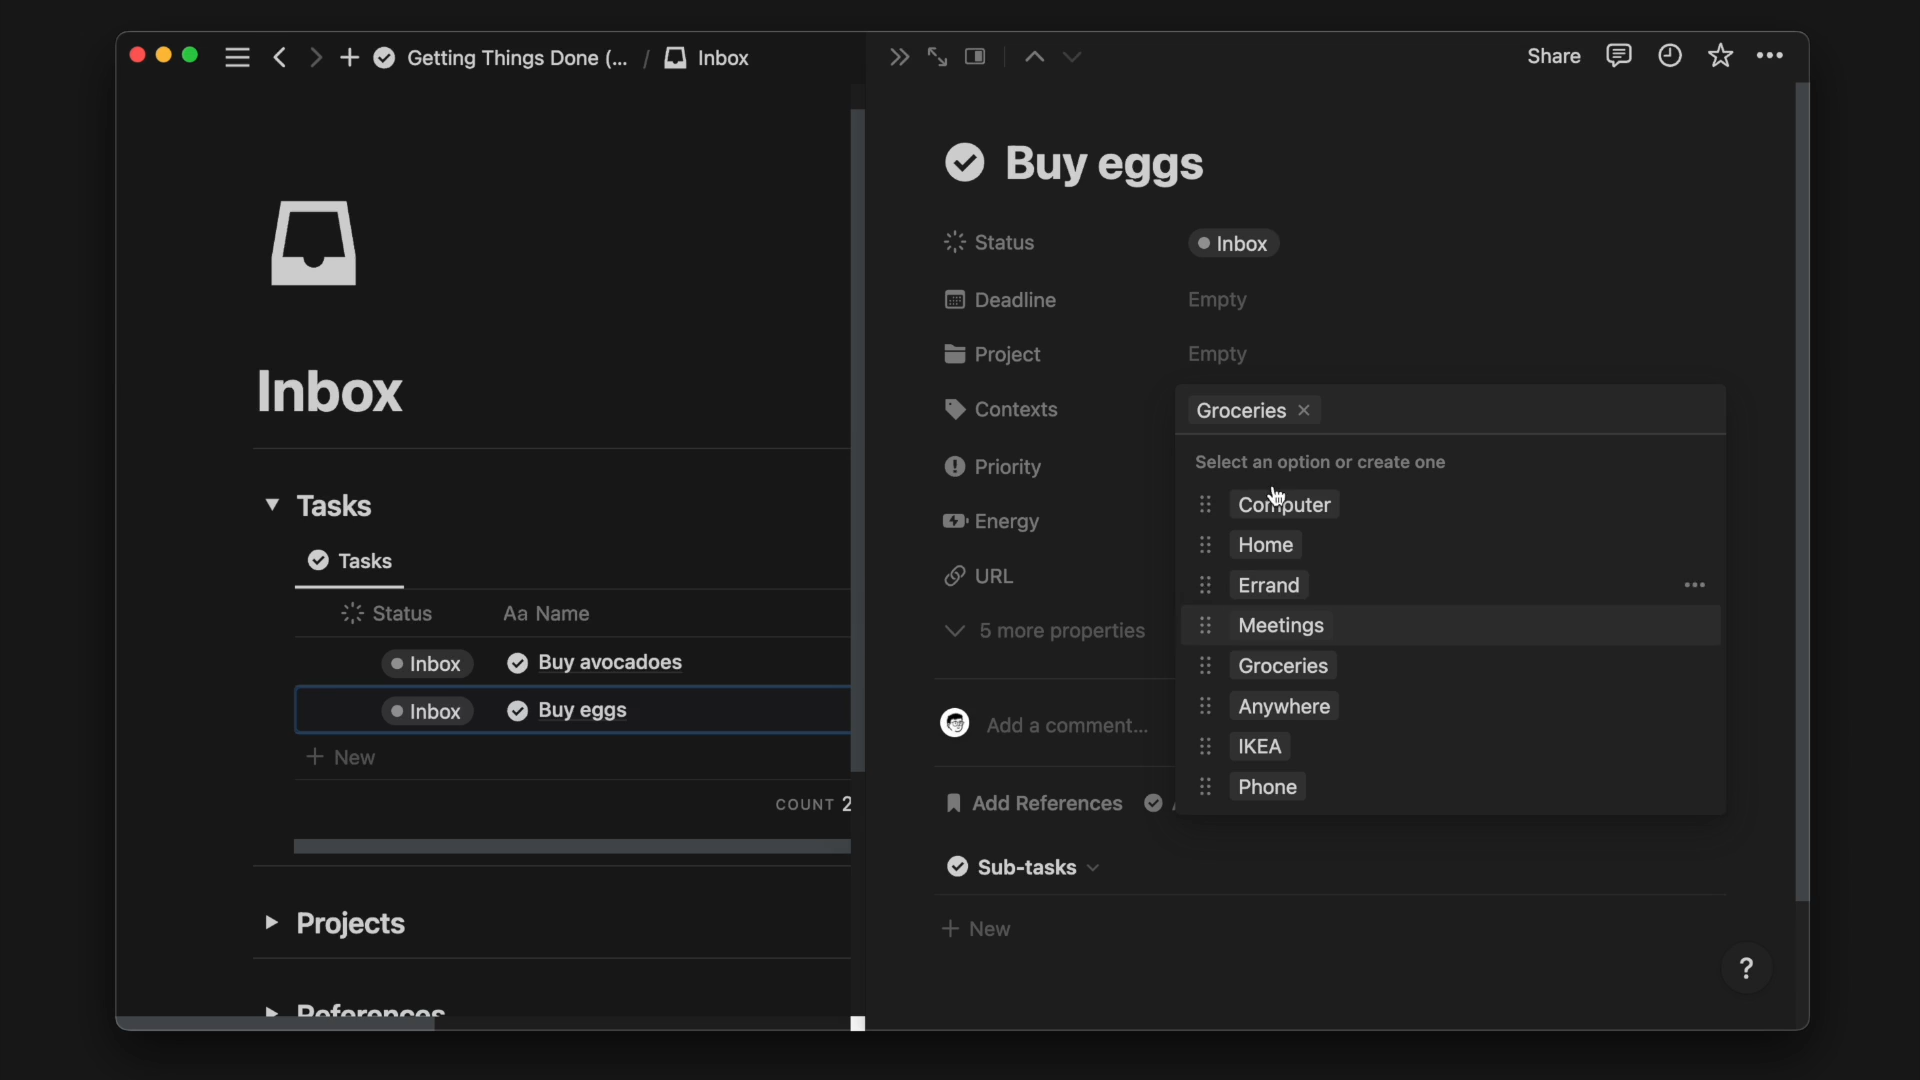 Getting Things Done (... / Inbox
Share
Inbox
Tasks
Tasks
Status Aa Name
Inbox Buy avocadoes
Inbox Buy eggs
+ New
COUNT 2
Projects
References
Buy eggs
Status Inbox
Deadline Empty
Project Empty
Contexts Groceries ×
Priority
Energy
URL
5 more properties
Select an option or create one
Computer
Home
Errand
Meetings
Groceries
Anywhere
IKEA
Phone
Add a comment...
Add References
Sub-tasks
+ New
?